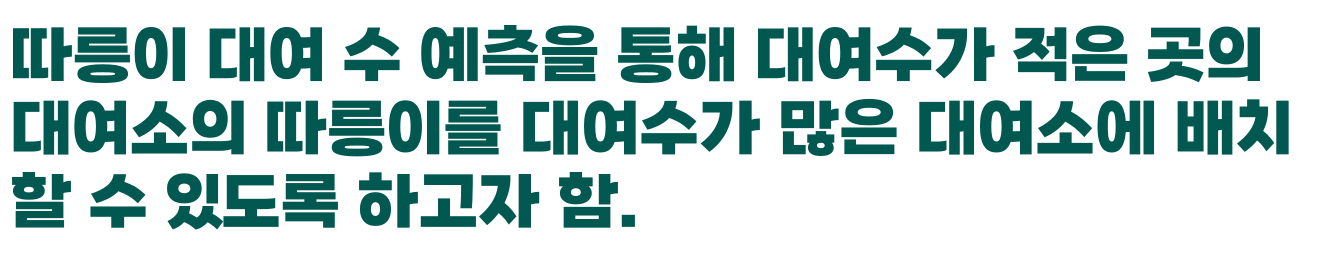 따릉이 대여 수 예측을 통해 대여수가 적은 곳의
대여소의 따릉이를 대여수가 많은 대여소에 배치
할 수 있도록 하고자 함.